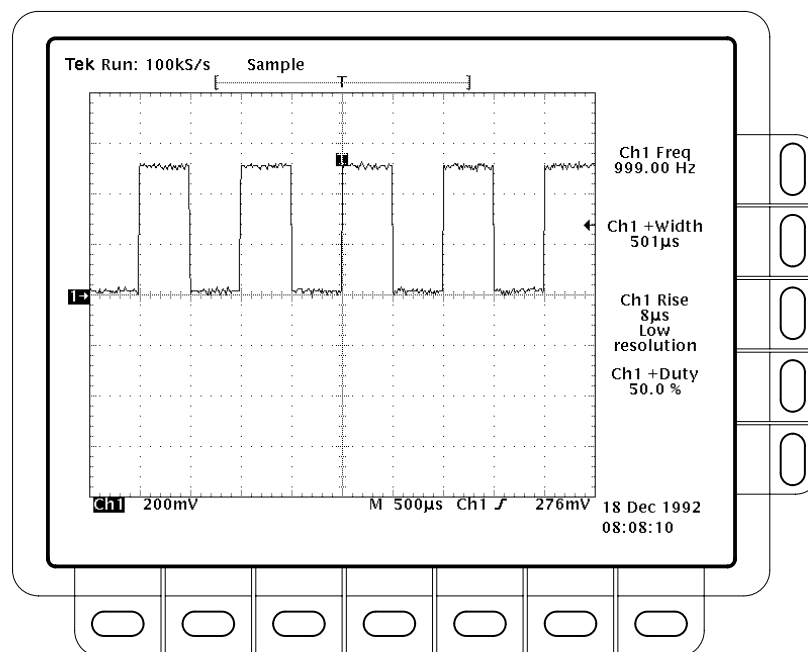 Tek Run: 100kS/s Sample
T
Ch1 Freq
999.00 Hz
Ch1 +Width
501µs
1
Ch1 Rise
8µs
Low
resolution
Ch1 +Duty
50.0 %
Ch1 200mV M 500µs Ch1 276mV
18 Dec 1992
08:08:10